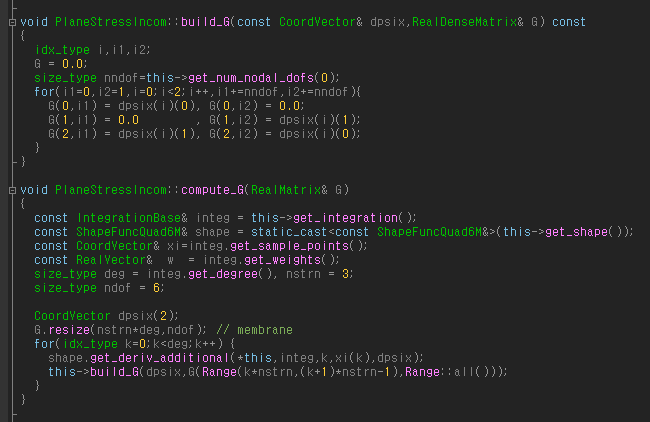 void PlaneStressIncom::build_G(const CoordVector& dpsix,RealDenseMatrix& G) const
{
  idx_type i,i1,i2;
  G = 0.0;
  size_type nndof=this->get_num_nodal_dofs(0);
  for(i1=0,i2=1,i=0;i<2;i++,i1+=nndof,i2+=nndof){
    G(0,i1) = dpsix(i)(0), G(0,i2) = 0.0;
    G(1,i1) = 0.0        , G(1,i2) = dpsix(i)(1);
    G(2,i1) = dpsix(i)(1), G(2,i2) = dpsix(i)(0);
  }
}
void PlaneStressIncom::compute_G(RealMatrix& G)
{
  const IntegrationBase& integ = this->get_integration();
  const ShapeFuncQuad6M& shape = static_cast<const ShapeFuncQuad6M&>(this->get_shape());
  const CoordVector& xi=integ.get_sample_points();
  const RealVector&  w  = integ.get_weights();
  size_type deg = integ.get_degree(), nstrn = 3;
  size_type ndof = 6;
  CoordVector dpsix(2);
  G.resize(nstrn*deg,ndof); // membrane
  for(idx_type k=0;k<deg;k++) {
    shape.get_deriv_additional(*this,integ,k,xi(k),dpsix);
    this->build_G(dpsix,G(Range(k*nstrn,(k+1)*nstrn-1),Range::all()));
  }
}